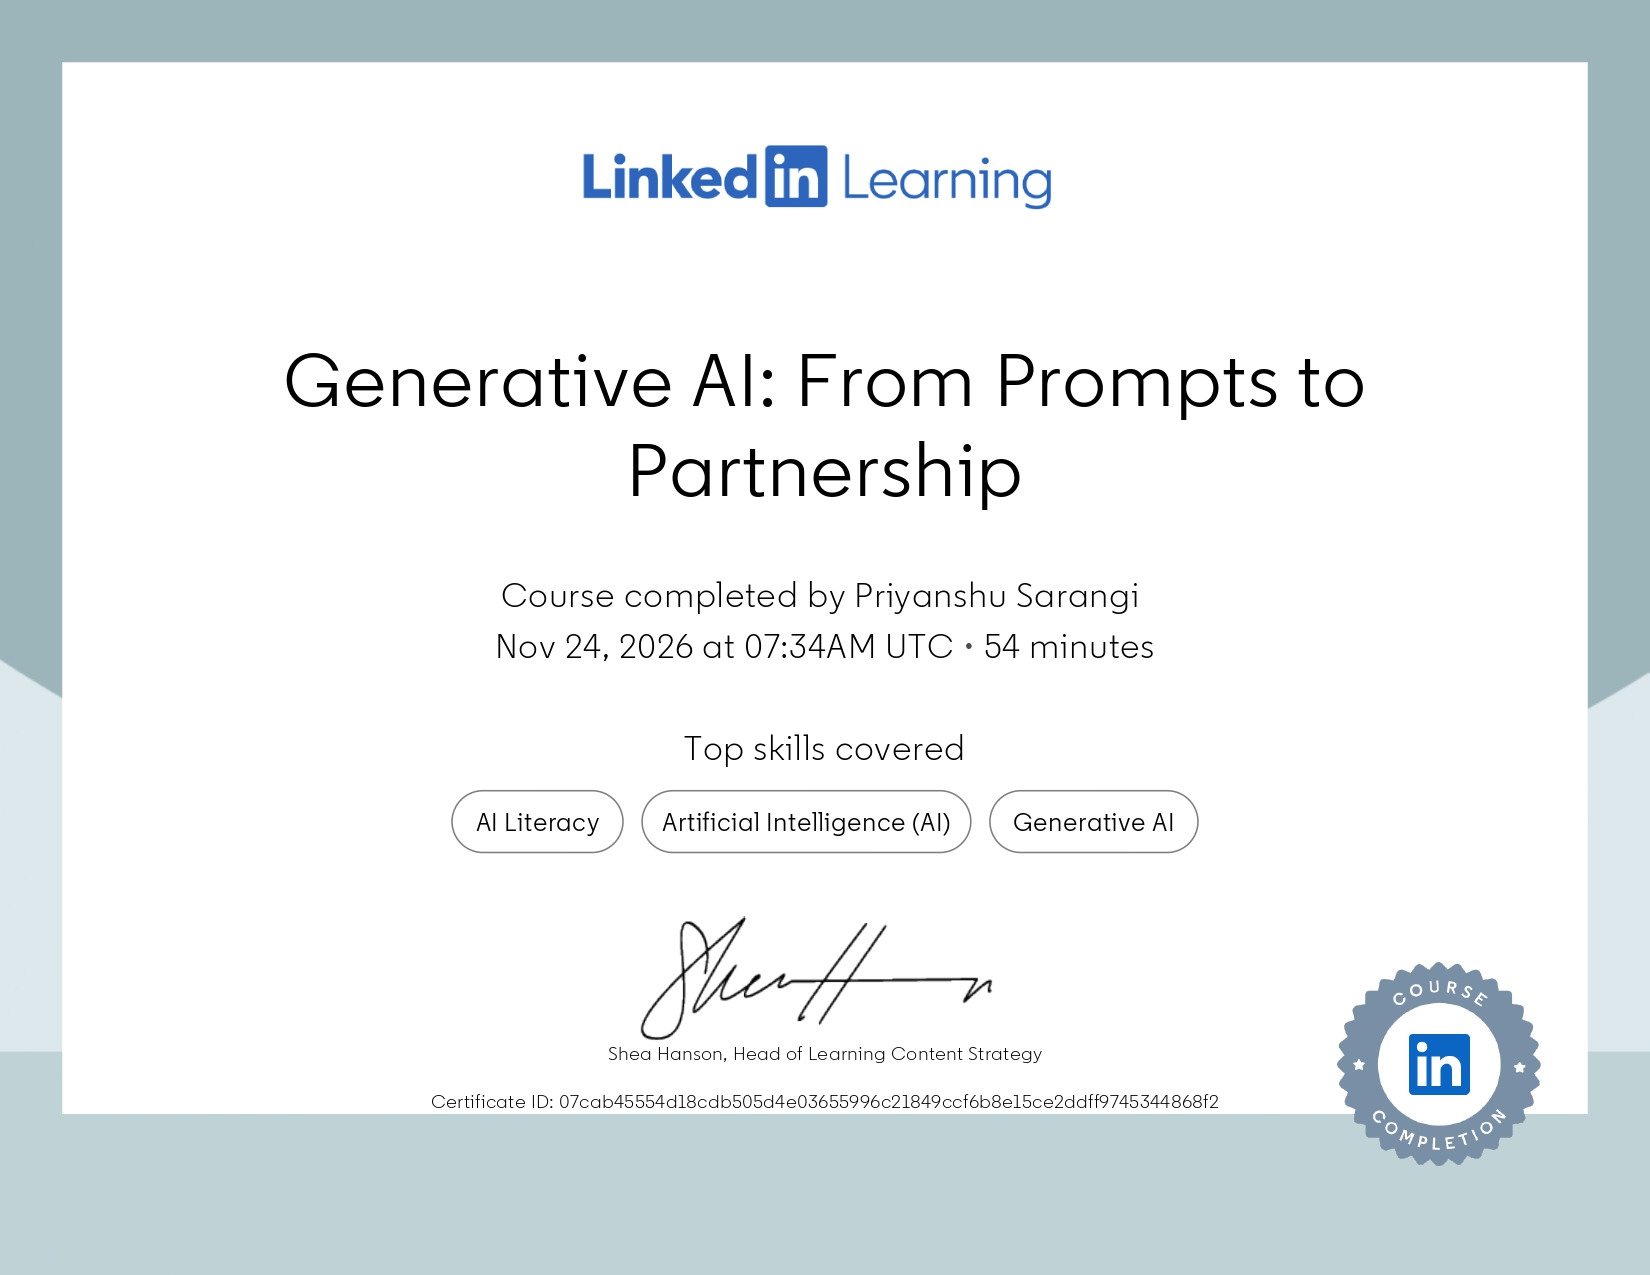 Linked in Learning
Generative AI: From Prompts to
Partnership
Course completed by Priyanshu Sarangi
Nov 24, 2026 at 07:34AM UTC • 54 minutes
Top skills covered
AI Literacy Artificial Intelligence (AI) Generative AI
Shea Hanson, Head of Learning Content Strategy
Certificate ID: 07cab45554d18cdb505d4e03655996c21849ccf6b8e15ce2ddff9745344868f2
COURSE
in
COMPLETION